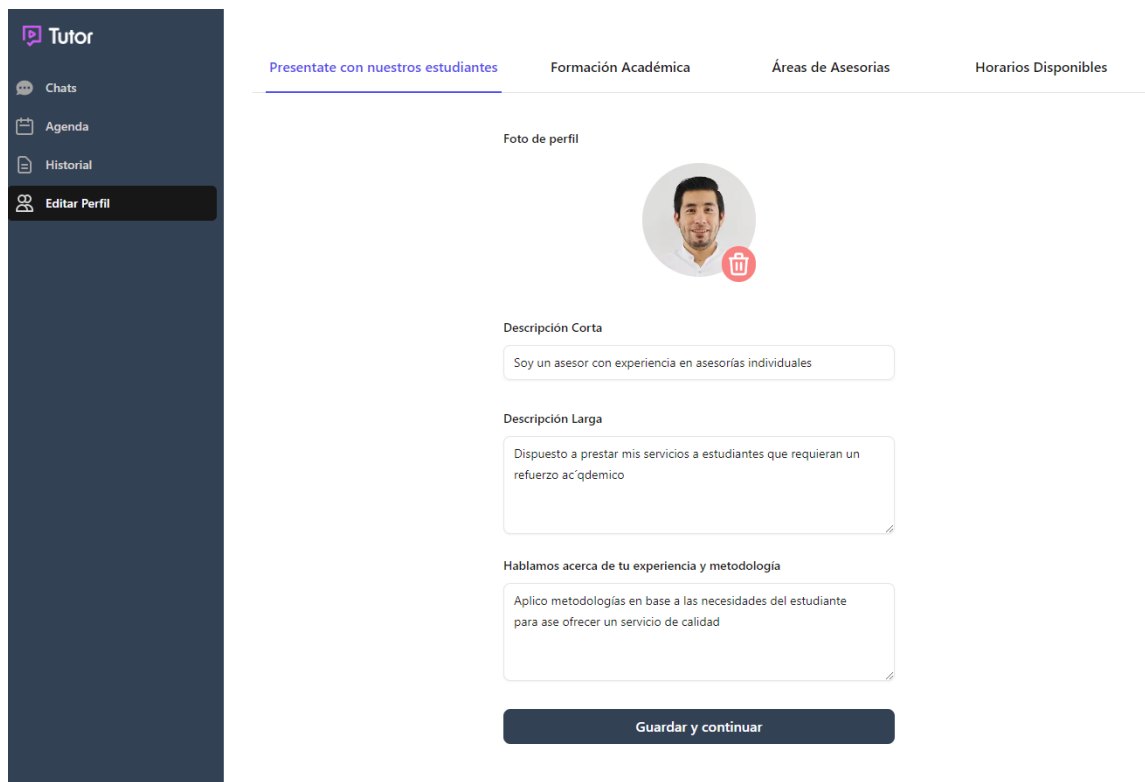 Tutor
Chats
Agenda
Historial
Editar Perfil
Presentate con nuestros estudiantes
Formación Académica
Áreas de Asesorias
Horarios Disponibles
Foto de perfil
Descripción Corta
Soy un asesor con experiencia en asesorías individuales
Descripción Larga
Dispuesto a prestar mis servicios a estudiantes que requieran un
refuerzo ac´qdemico
Hablamos acerca de tu experiencia y metodología
Aplico metodologías en base a las necesidades del estudiante
para ase ofrecer un servicio de calidad
Guardar y continuar